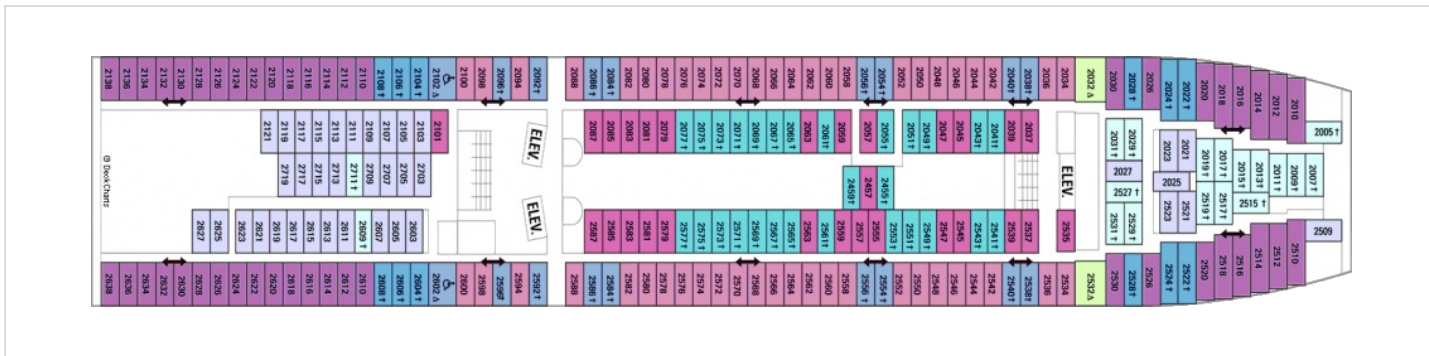 2138 2136 2134 2132 2130 2128 2126 2124 2122 2120 2118 2116 2114 2112 2110 2108† 2106† 2104† 2102 △ 2100 2098 2096† 2094 2092† 2088 2086† 2084† 2082 2080 2078 2076 2074 2072 2070 2068 2066 2064 2062 2060 2058 2056† 2054† 2052 2050 2048 2046 2044 2042 2040† 2038† 2036 2034 2032 △ 2030 2028† 2026 2024† 2022† 2020 2018 2016 2014 2012 2010
2005 †
2121 2119 2117 2115 2113 2111 2109 2107 2105 2103 2101
ELEV.
2087 2085 2083 2081 2079 2077† 2075† 2073† 2071† 2069† 2067† 2065† 2063 2061† 2059 2057 2055† 2051† 2049† 2047 2045 2043† 2041† 2039 2037
2031† 2029†
2023 2021
2019† 2017† 2015† 2013† 2011† 2009† 2007†
2719 2717 2715 2713 2711† 2709 2707 2705 2703
2459† 2457 2455†
ELEV.
2027
2025
2527 †
@ DeckCharts
2627 2625 2623 2621 2619 2617 2615 2613 2611 2609† 2607 2605 2603
ELEV.
2587 2585 2583 2581 2579 2577† 2575† 2573† 2571† 2569† 2567† 2565† 2563 2561† 2559 2557 2555 2553† 2551† 2549† 2547 2545 2543† 2541† 2539 2537
2535
2531† 2529†
2523 2521
2519† 2517† 2515 †
2509
2638 2636 2634 2632 2630 2628 2626 2624 2622 2620 2618 2616 2614 2612 2610 2608† 2606† 2604† 2602 △ 2600 2598 2596† 2594 2592† 2588 2586† 2584† 2582 2580 2578 2576 2574 2572 2570 2568 2566 2564 2562 2560 2558 2556† 2554† 2552 2550 2548 2546 2544 2542 2540† 2538† 2536 2534 2532 △ 2530 2528† 2526 2524† 2522† 2520 2518 2516 2514 2512 2510